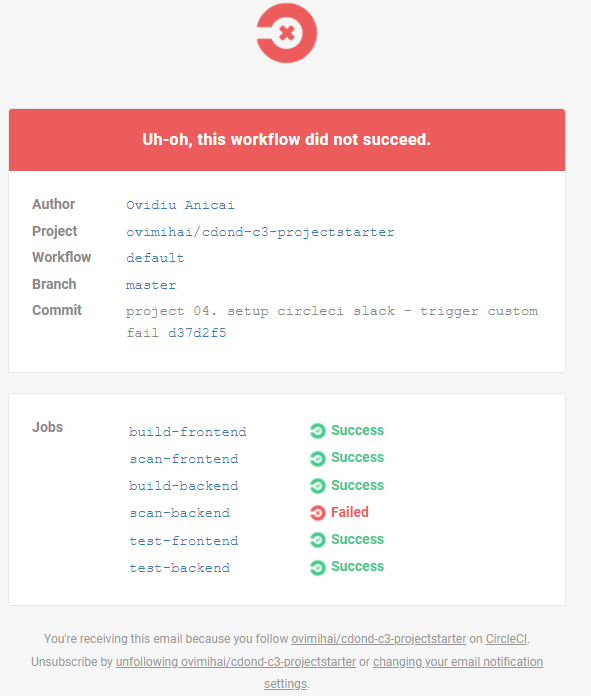 Uh-oh, this workflow did not succeed.
Author Ovidiu Anicai
Project ovimihai/cdond-c3-projectstarter
Workflow default
Branch master
Commit project 04. setup circleci slack - trigger custom
fail d37d2f5
Jobs build-frontend Success
scan-frontend Success
build-backend Success
scan-backend Failed
test-frontend Success
test-backend Success
You're receiving this email because you follow ovimihai/cdond-c3-projectstarter on CircleCI.
Unsubscribe by unfollowing ovimihai/cdond-c3-projectstarter or changing your email notification
settings.